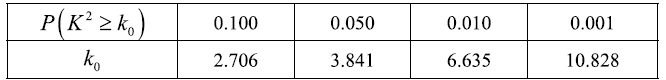 P(K² ≥ k₀) 0.100 0.050 0.010 0.001
k₀ 2.706 3.841 6.635 10.828